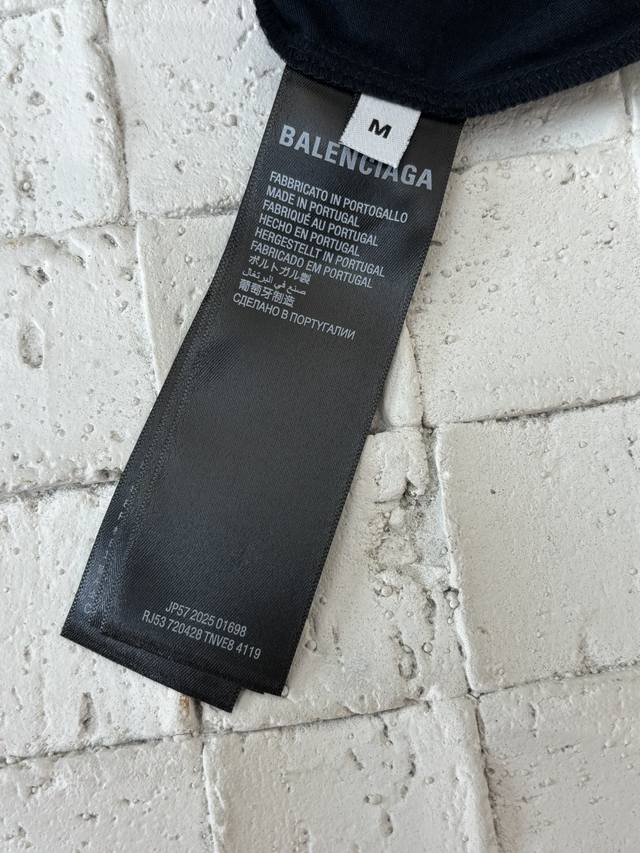 M
BALENCIAGA
FABBRICATO IN PORTOGALLO
MADE IN PORTUGAL
FABRIQUÉ AU PORTUGAL
HECHO EN PORTUGAL
HERGESTELLT IN PORTUGAL
FABRICADO EM PORTUGAL
ポルトガル製
صنع في البرتغال
葡萄牙制造
СДЕЛАНО В ПОРТУГАЛИИ
JP57 2025 01698
RJ53 720428 TNVE8 4119